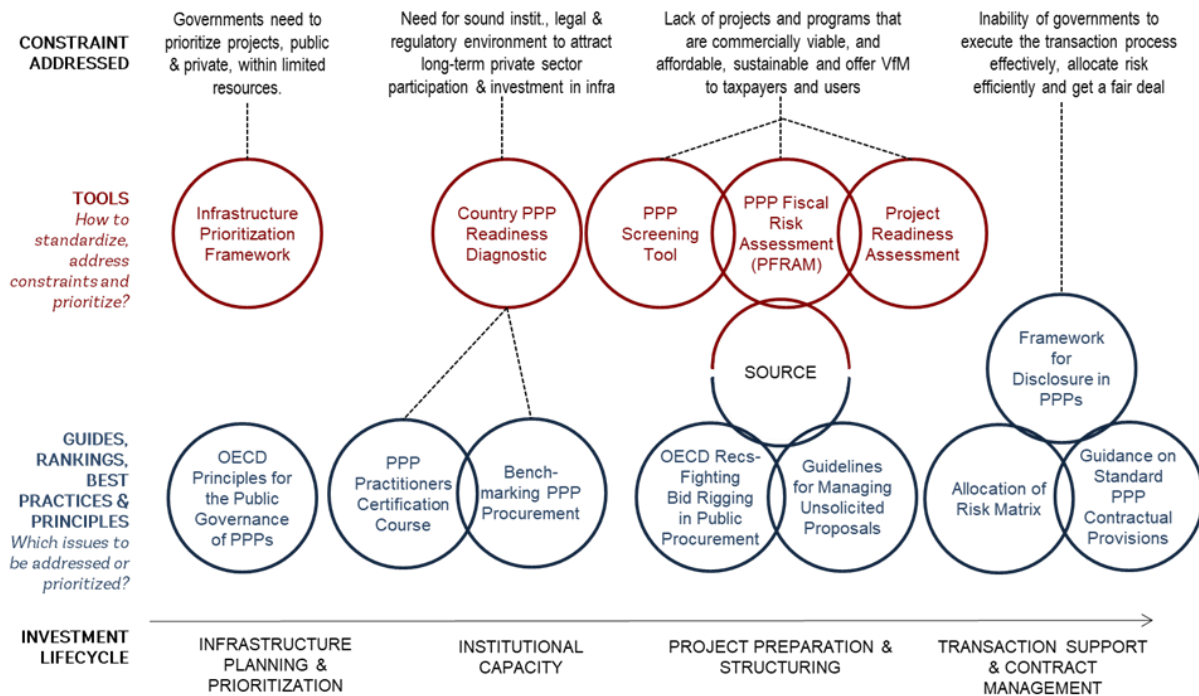 CONSTRAINT
ADDRESSED
Governments need to
prioritize projects, public
& private, within limited
resources.
Need for sound instit., legal &
regulatory environment to attract
long-term private sector
participation & investment in infra
Lack of projects and programs that
are commercially viable, and
affordable, sustainable and offer VfM
to taxpayers and users
Inability of governments to
execute the transaction process
effectively, allocate risk
efficiently and get a fair deal
TOOLS
How to
standardize,
address
constraints and
prioritize?
Infrastructure
Prioritization
Framework
Country PPP
Readiness
Diagnostic
PPP
Screening
Tool
PPP Fiscal
Risk
Assessment
(PFRAM)
Project
Readiness
Assessment
SOURCE
Framework
for
Disclosure in
PPPs
GUIDES,
RANKINGS,
BEST
PRACTICES &
PRINCIPLES
Which issues to
be addressed or
prioritized?
OECD
Principles for
the Public
Governance
of PPPs
PPP
Practitioners
Certification
Course
Bench-
marking PPP
Procurement
OECD Recs-
Fighting
Bid Rigging
in Public
Procurement
Guidelines
for Managing
Unsolicited
Proposals
Allocation of
Risk Matrix
Guidance on
Standard
PPP
Contractual
Provisions
INVESTMENT
LIFECYCLE
INFRASTRUCTURE
PLANNING &
PRIORITIZATION
INSTITUTIONAL
CAPACITY
PROJECT PREPARATION &
STRUCTURING
TRANSACTION SUPPORT
& CONTRACT
MANAGEMENT